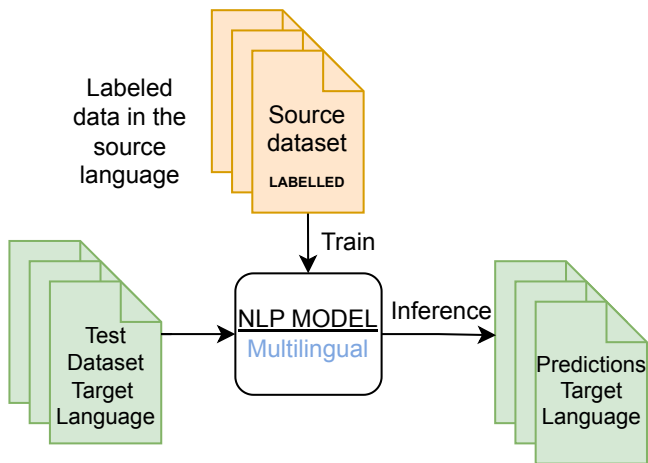 Labeled
data in the
source
language
Source
dataset
LABELLED
Train
Test
Dataset
Target
Language
NLP MODEL
Multilingual
Inference
Predictions
Target
Language